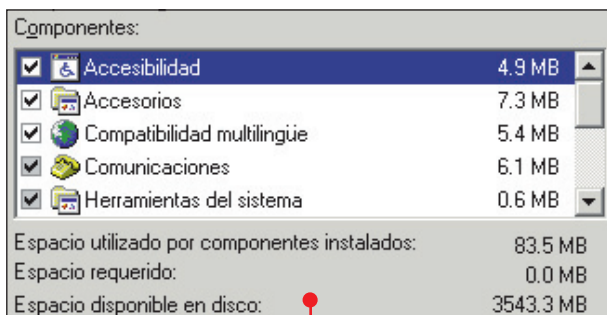 Componentes:
Accesibilidad 4.9 MB
Accesorios 7.3 MB
Compatibilidad multilingüe 5.4 MB
Comunicaciones 6.1 MB
Herramientas del sistema 0.6 MB
Espacio utilizado por componentes instalados: 83.5 MB
Espacio requerido: 0.0 MB
Espacio disponible en disco: 3543.3 MB